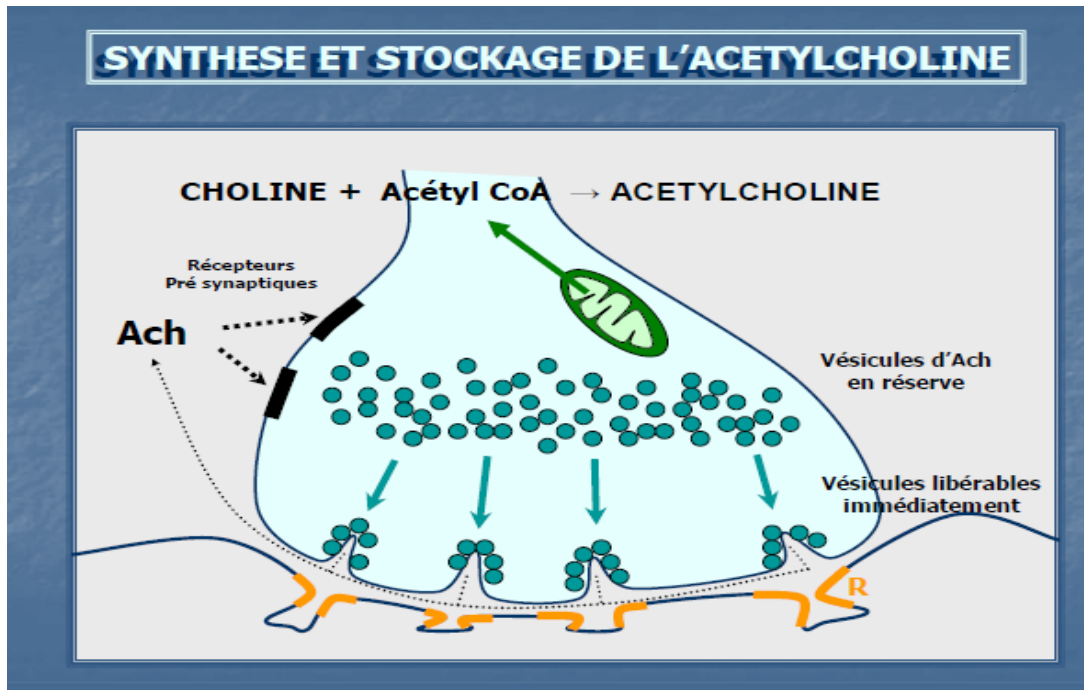 SYNTHESE ET STOCKAGE DE L'ACETYLCHOLINE
CHOLINE + Acétyl CoA → ACETYLCHOLINE
Récepteurs
Pré synaptiques
Ach
Vésicules d'Ach
en réserve
Vésicules libérables
immédiatement
R